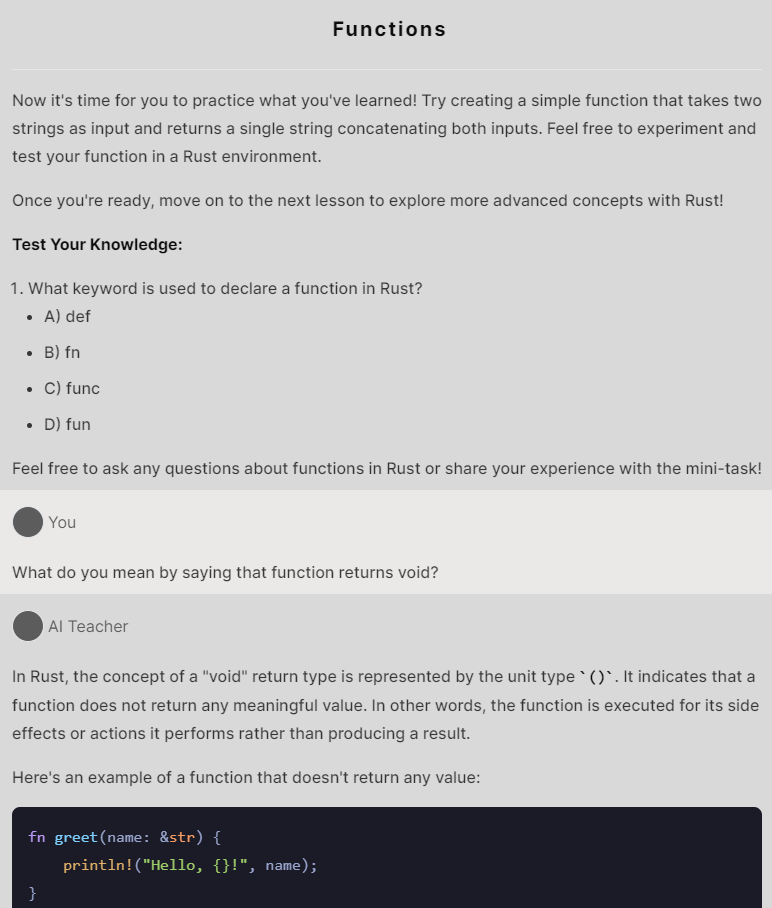 Functions
Now it's time for you to practice what you've learned! Try creating a simple function that takes two
strings as input and returns a single string concatenating both inputs. Feel free to experiment and
test your function in a Rust environment.
Once you're ready, move on to the next lesson to explore more advanced concepts with Rust!
Test Your Knowledge:
1. What keyword is used to declare a function in Rust?
• A) def
• B) fn
• C) func
• D) fun
Feel free to ask any questions about functions in Rust or share your experience with the mini-task!
You
What do you mean by saying that function returns void?
AI Teacher
In Rust, the concept of a "void" return type is represented by the unit type `()`. It indicates that a
function does not return any meaningful value. In other words, the function is executed for its side
effects or actions it performs rather than producing a result.
Here's an example of a function that doesn't return any value:
fn greet(name: &str) {
    println!("Hello, {}!", name);
}